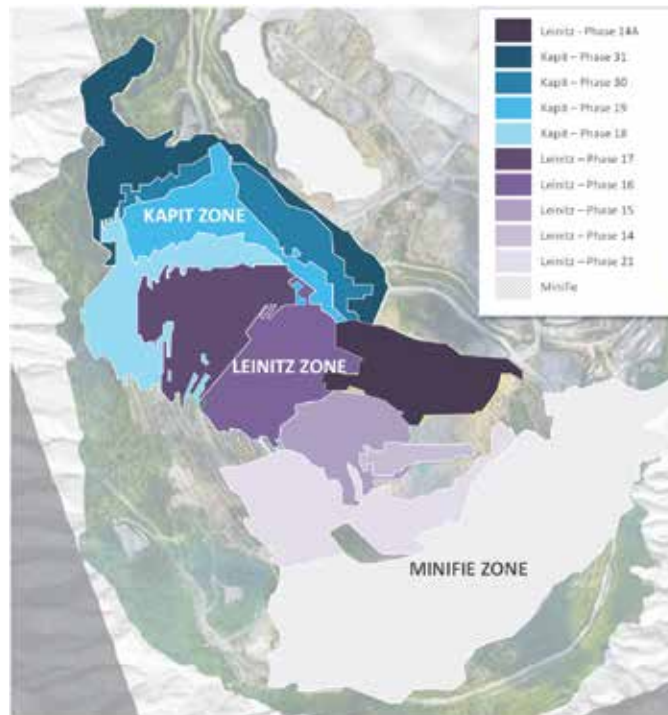 Leinitz - Phase 14A
Kapit – Phase 31
Kapit – Phase 30
Kapit – Phase 19
Kapit – Phase 18
Leinitz – Phase 17
Leinitz – Phase 16
Leinitz – Phase 15
Leinitz – Phase 14
Leinitz – Phase 21
Minifie
KAPIT ZONE
LEINITZ ZONE
MINIFIE ZONE